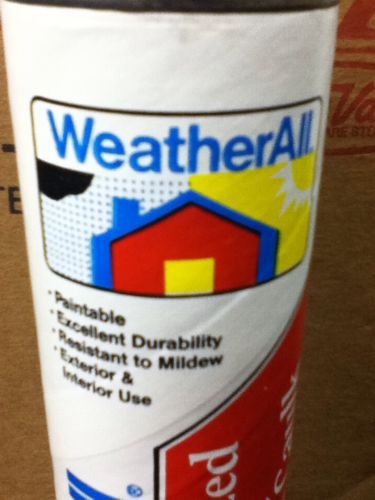 WeatherAll.
· Paintable
· Excellent Durability
· Resistant to Mildew
· Exterior &
Interior Use
®